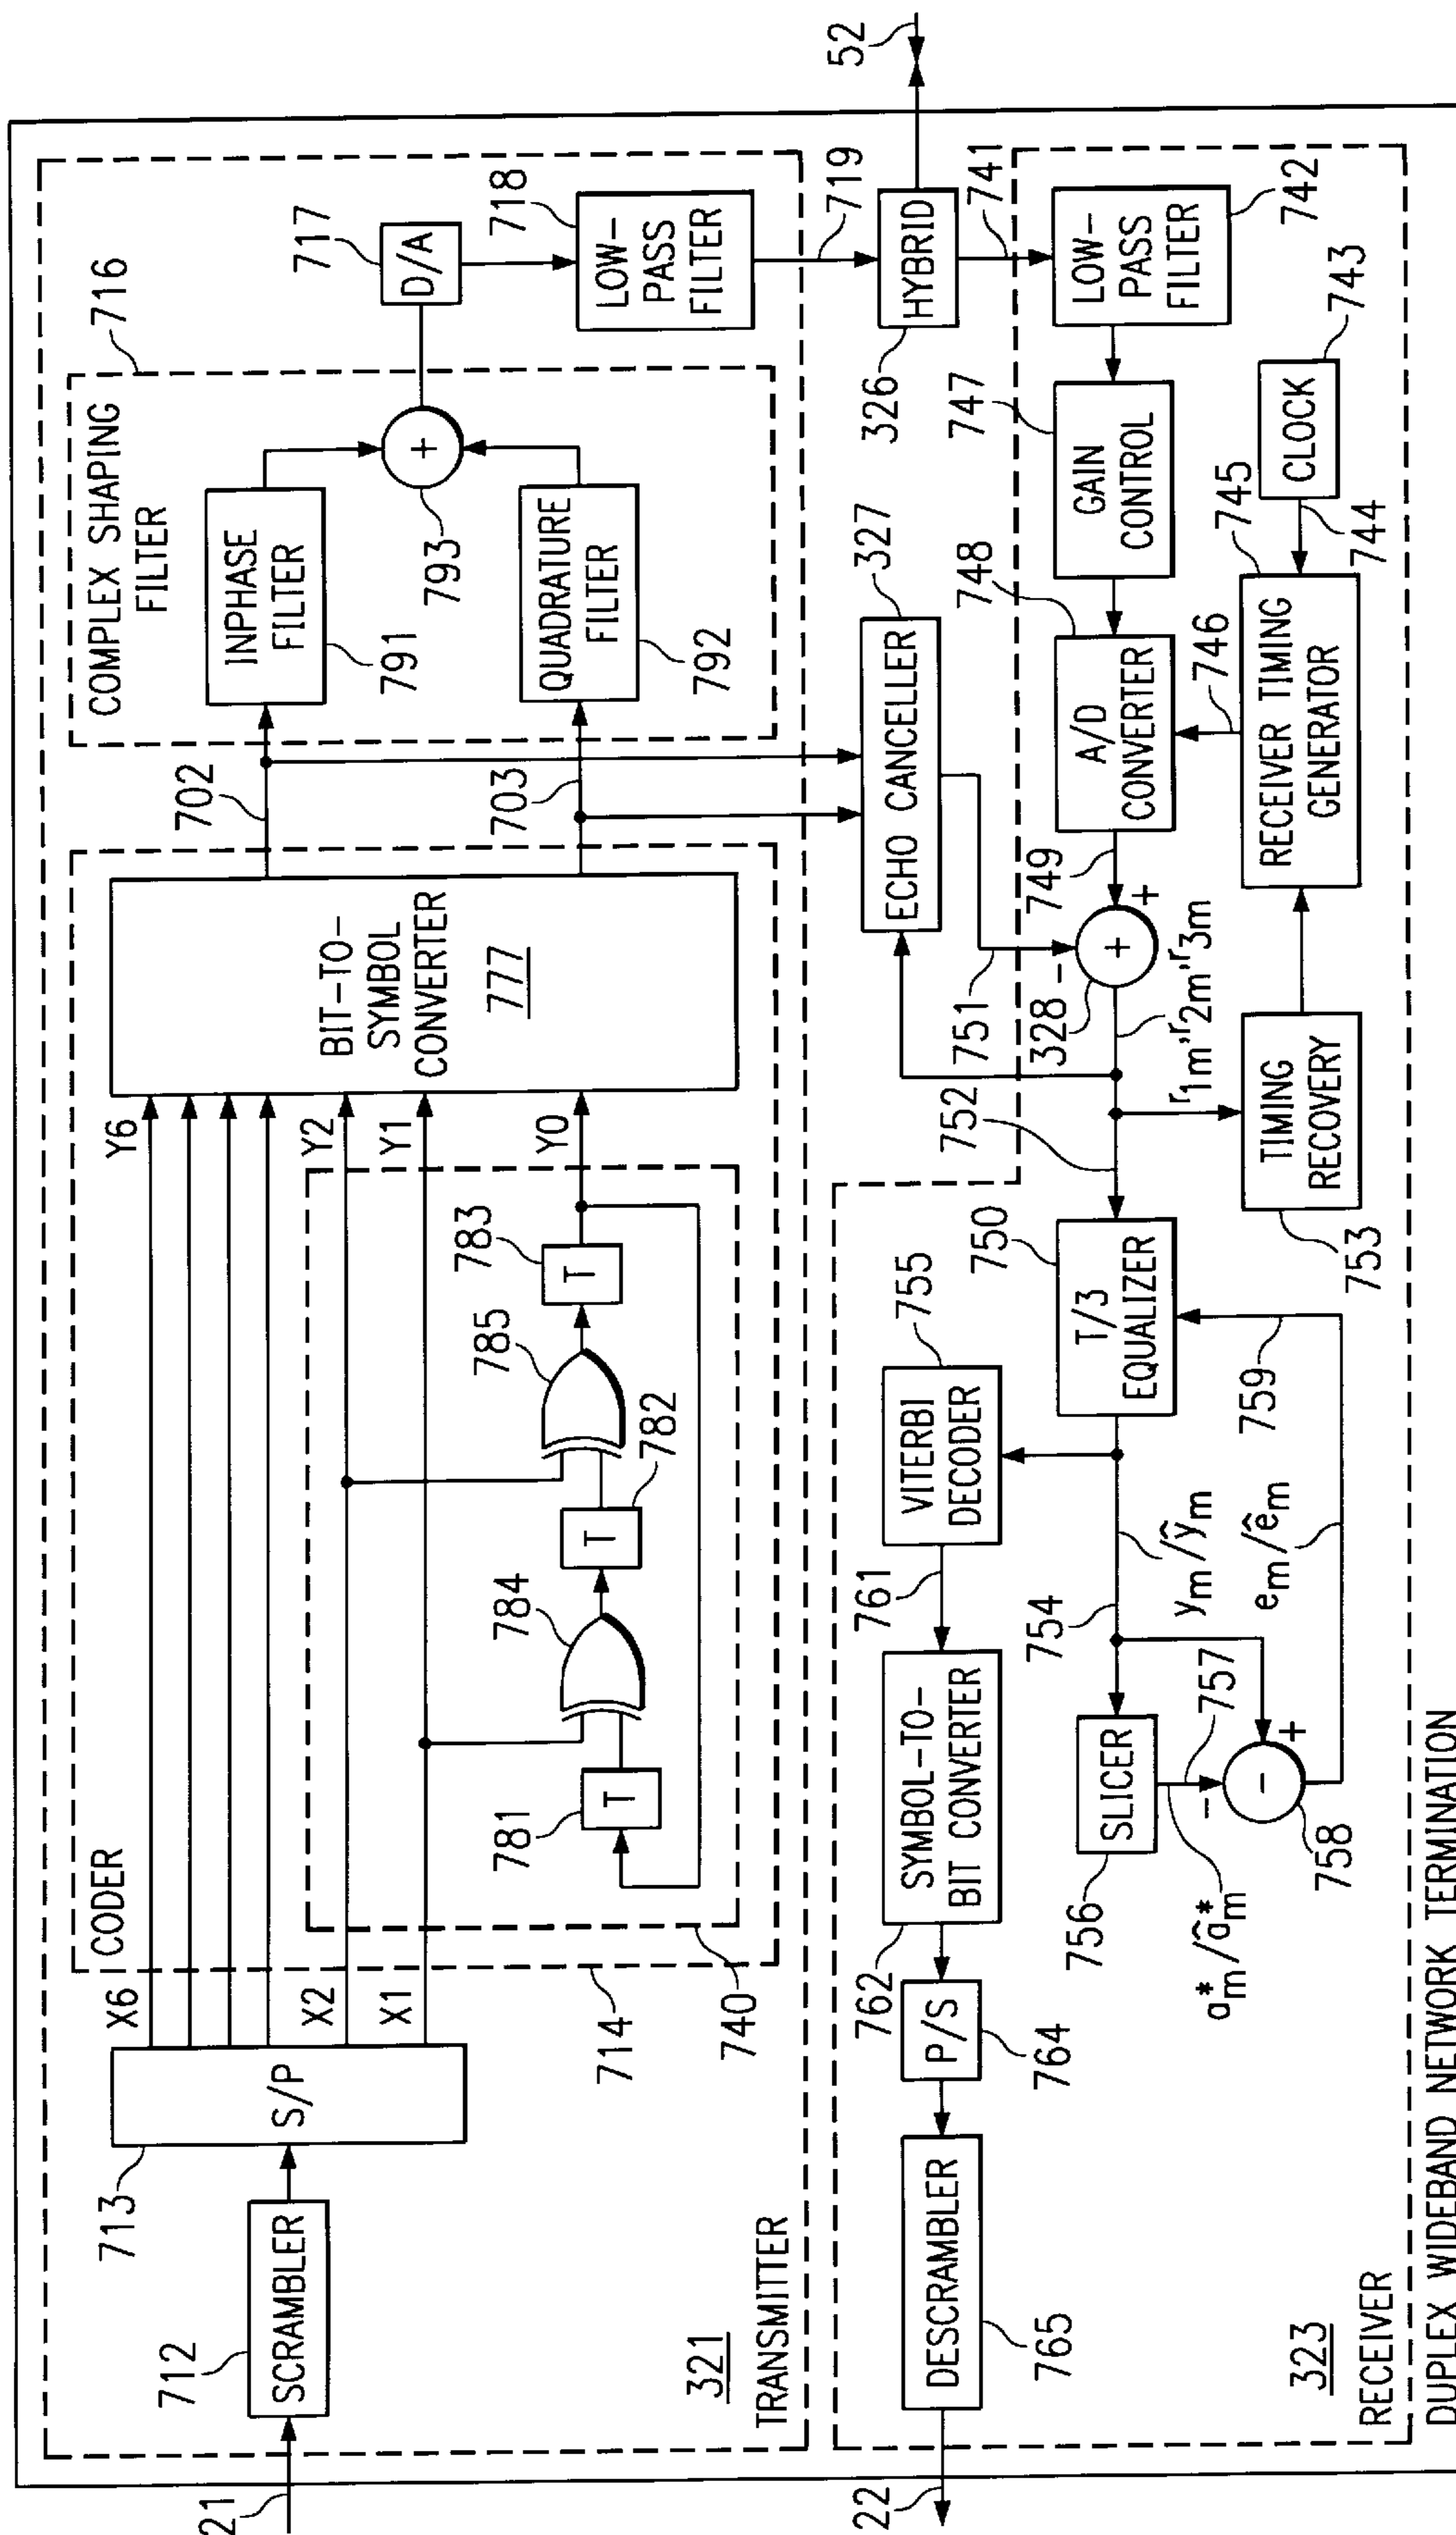 21
712
SCRAMBLER
713
S/P
X6
X2
X1
714
740
CODER
Y6
Y2
Y1
Y0
781
T
784
782
T
785
783
T
BIT-TO-
SYMBOL
CONVERTER
777
702
703
COMPLEX SHAPING
FILTER
716
INPHASE
FILTER
791
QUADRATURE
FILTER
792
+
793
717
D/A
718
LOW-
PASS
FILTER
719
321
TRANSMITTER
HYBRID
326
52
741
ECHO CANCELLER
327
LOW-
PASS
FILTER
742
GAIN
CONTROL
747
748
A/D
CONVERTER
749
746
745
RECEIVER TIMING
GENERATOR
744
CLOCK
743
751
328
-
+
+
r1m,r2m,r3m
752
TIMING
RECOVERY
753
750
T/3
EQUALIZER
759
755
VITERBI
DECODER
761
754
ym/ŷm
em/êm
SYMBOL-TO-
BIT CONVERTER
762
756
SLICER
757
-
-
+
758
a*m/â*m
P/S
764
DESCRAMBLER
765
22
323
RECEIVER
DUPLEX WIDEBAND NETWORK TERMINATION